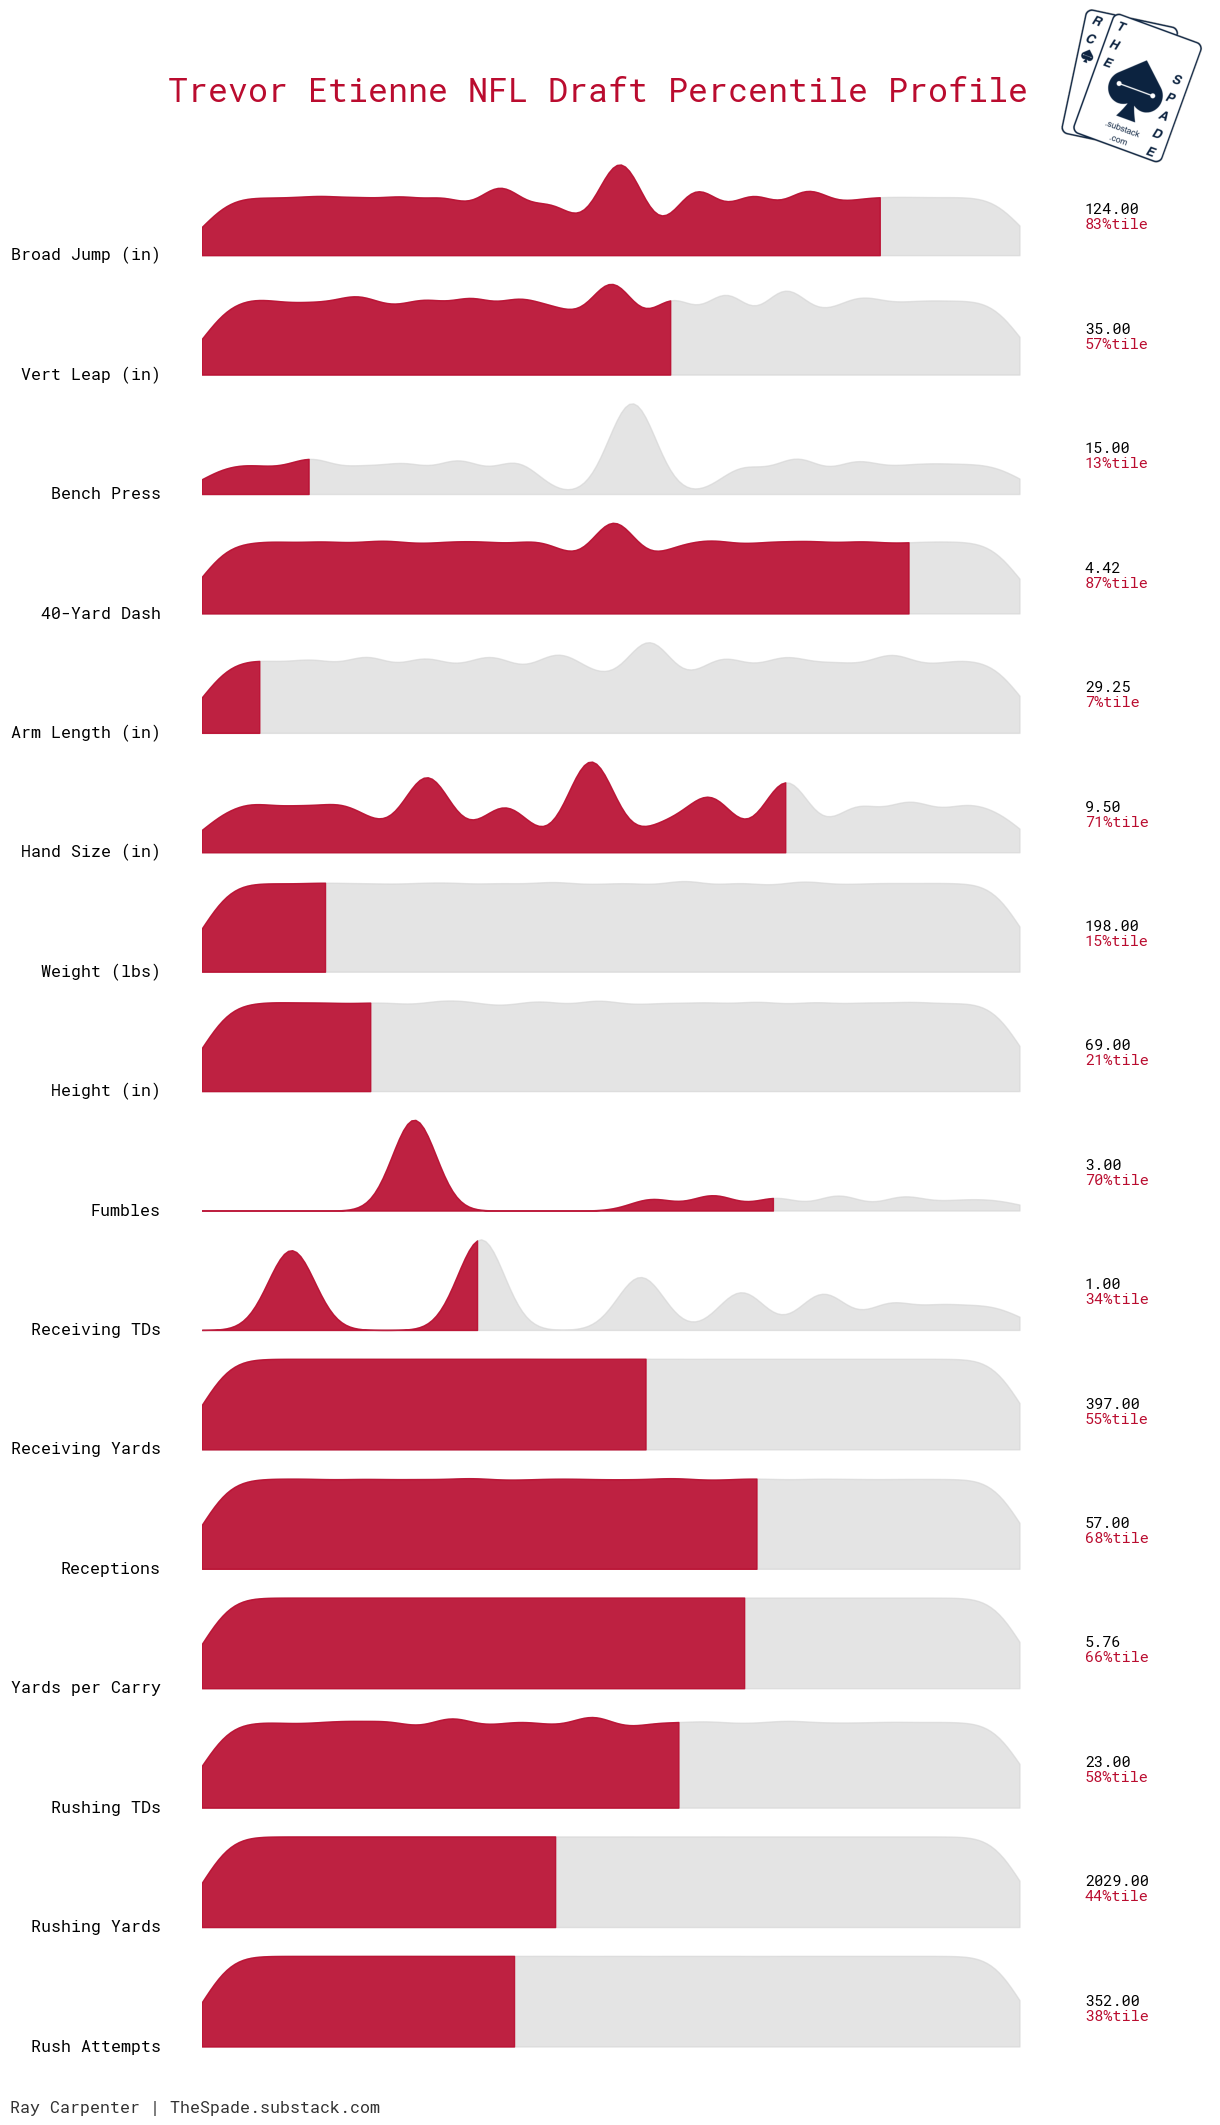 R
C
T
H
E
S
P
A
D
E
.substack
.com
Trevor Etienne NFL Draft Percentile Profile
124.00
83%tile
Broad Jump (in)
35.00
57%tile
Vert Leap (in)
15.00
13%tile
Bench Press
4.42
87%tile
40-Yard Dash
29.25
7%tile
Arm Length (in)
9.50
71%tile
Hand Size (in)
198.00
15%tile
Weight (lbs)
69.00
21%tile
Height (in)
3.00
70%tile
Fumbles
1.00
34%tile
Receiving TDs
397.00
55%tile
Receiving Yards
57.00
68%tile
Receptions
5.76
66%tile
Yards per Carry
23.00
58%tile
Rushing TDs
2029.00
44%tile
Rushing Yards
352.00
38%tile
Rush Attempts
Ray Carpenter | TheSpade.substack.com